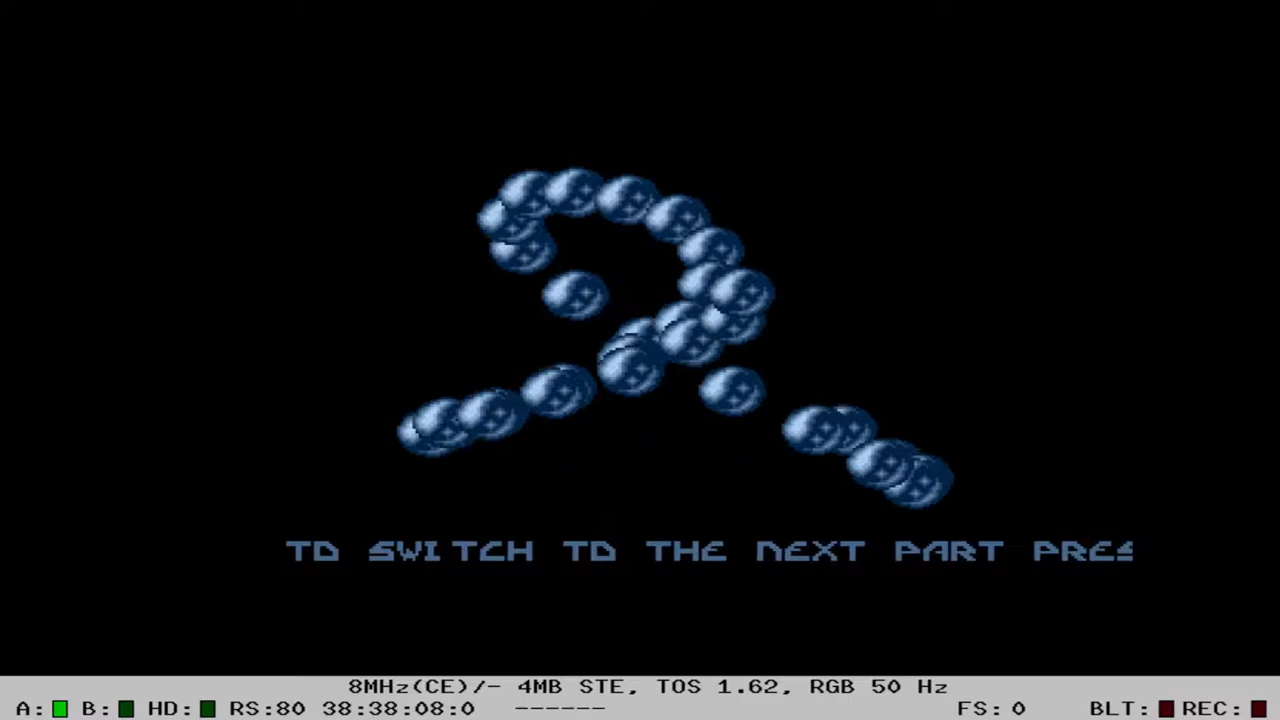 TO SWITCH TO THE NEXT PART PRES
8MHz(CE)/- 4MB STE, TOS 1.62, RGB 50 Hz
A: B: HD: RS:80 38:38:08:0 ------ FS: 0 BLT: REC: